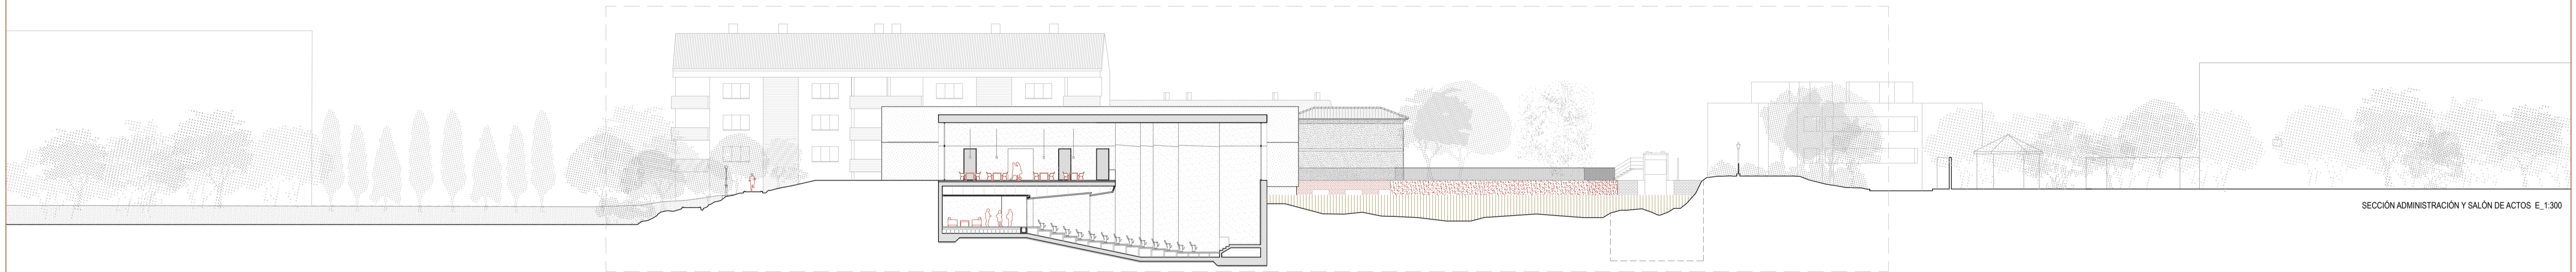 SECCIÓN ADMINISTRACIÓN Y SALÓN DE ACTOS E_1:300